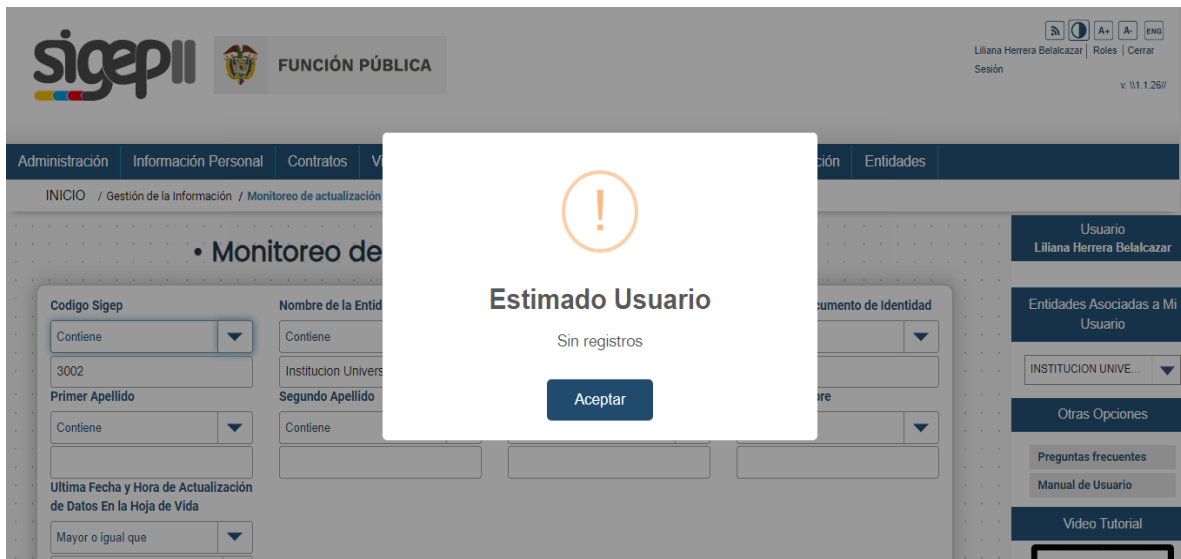 sigepII
FUNCIÓN PÚBLICA
A+ A- ENG
Liliana Herrera Belalcazar | Roles | Cerrar
Sesión
v. \\1.1.26//
Administración Información Personal Contratos ción Entidades
INICIO / Gestión de la Información / Monitoreo de actualización
• Monitoreo de
Usuario
Liliana Herrera Belalcazar
Estimado Usuario
Sin registros
Aceptar
Codigo Sigep Nombre de la Entid cumento de Identidad
Contiene Contiene
3002 Institucion Univers
Primer Apellido Segundo Apellido bre
Contiene Contiene
Ultima Fecha y Hora de Actualización
de Datos En la Hoja de Vida
Mayor o igual que
Entidades Asociadas a Mi
Usuario
INSTITUCION UNIVE...
Otras Opciones
Preguntas frecuentes
Manual de Usuario
Video Tutorial